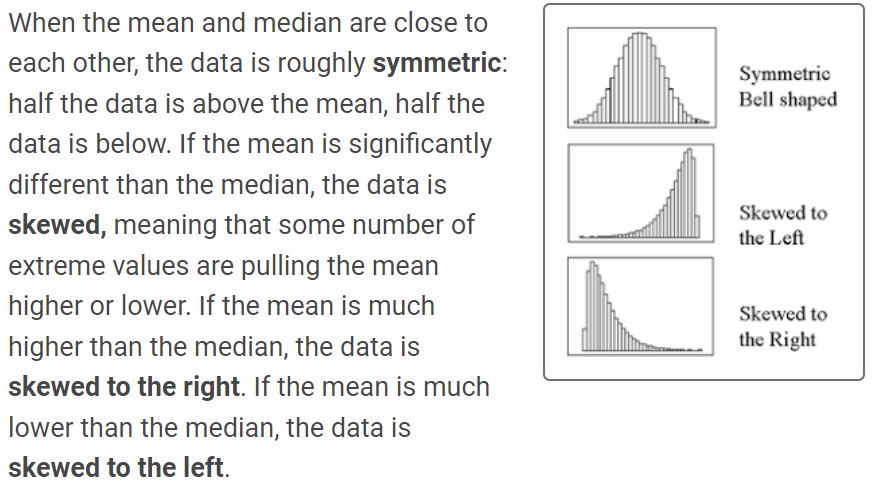 When the mean and median are close to
each other, the data is roughly symmetric:
half the data is above the mean, half the
data is below. If the mean is significantly
different than the median, the data is
skewed, meaning that some number of
extreme values are pulling the mean
higher or lower. If the mean is much
higher than the median, the data is
skewed to the right. If the mean is much
lower than the median, the data is
skewed to the left.
Symmetric
Bell shaped
Skewed to
the Left
Skewed to
the Right